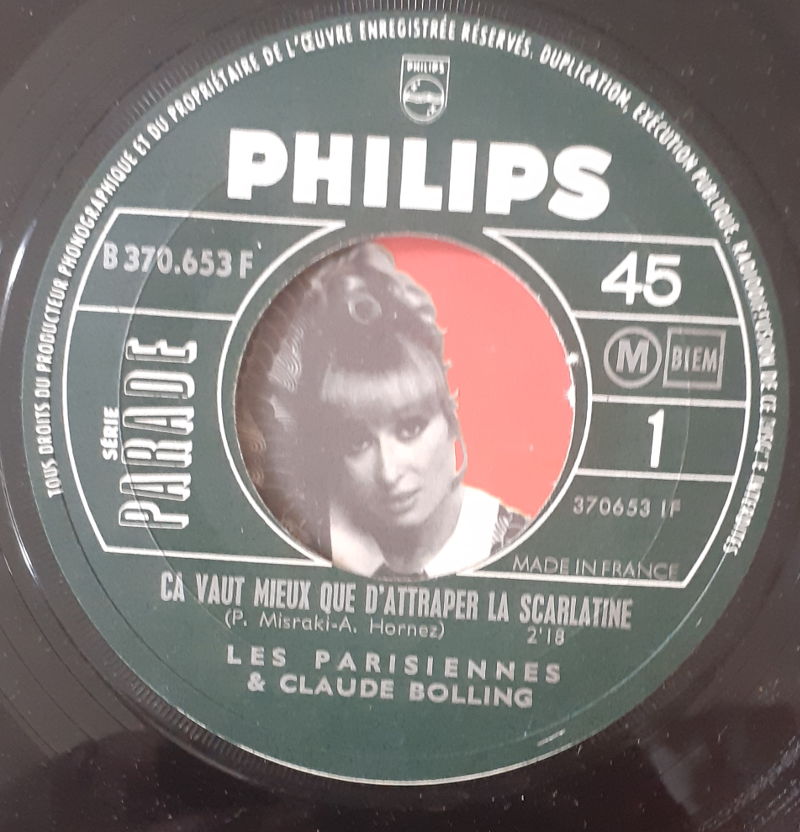 TOUS DROITS DU PRODUCTEUR PHONOGRAPHIQUE ET DU PROPRIÉTAIRE DE L'ŒUVRE ENREGISTRÉE RÉSERVÉS. DUPLICATION, EXÉCUTION PUBLIQUE, RADIODIFFUSION DE CE DISQUE INTERDITES
PHILIPS
PHILIPS
B 370.653 F
45
M BIEM
SÉRIE
PARADE
1
370653 1F
MADE IN FRANCE
CA VAUT MIEUX QUE D'ATTRAPER LA SCARLATINE
(P. Misraki-A. Hornez) 2'18
LES PARISIENNES
& CLAUDE BOLLING